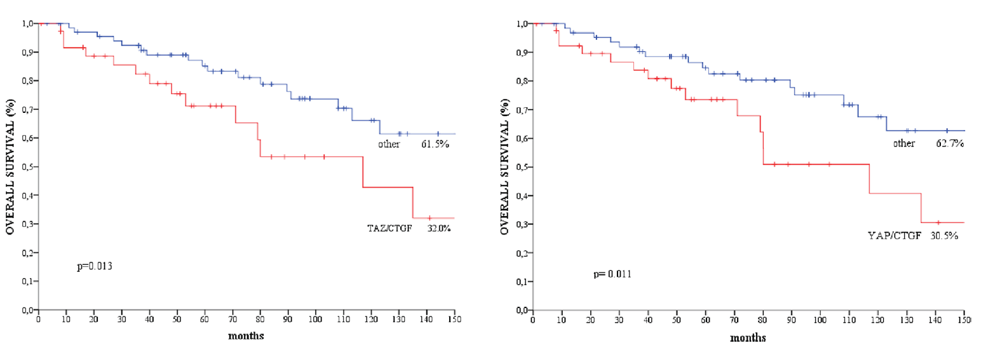 OVERALL SURVIVAL (%)
1,0
0,9
0,8
0,7
0,6
0,5
0,4
0,3
0,2
0,1
0,0
other 61.5%
TAZ/CTGF 32.0%
p=0.013
0 10 20 30 40 50 60 70 80 90 100 110 120 130 140 150
months
OVERALL SURVIVAL (%)
1,0
0,9
0,8
0,7
0,6
0,5
0,4
0,3
0,2
0,1
0,0
other 62.7%
YAP/CTGF 30.5%
p= 0.011
0 10 20 30 40 50 60 70 80 90 100 110 120 130 140 150
months